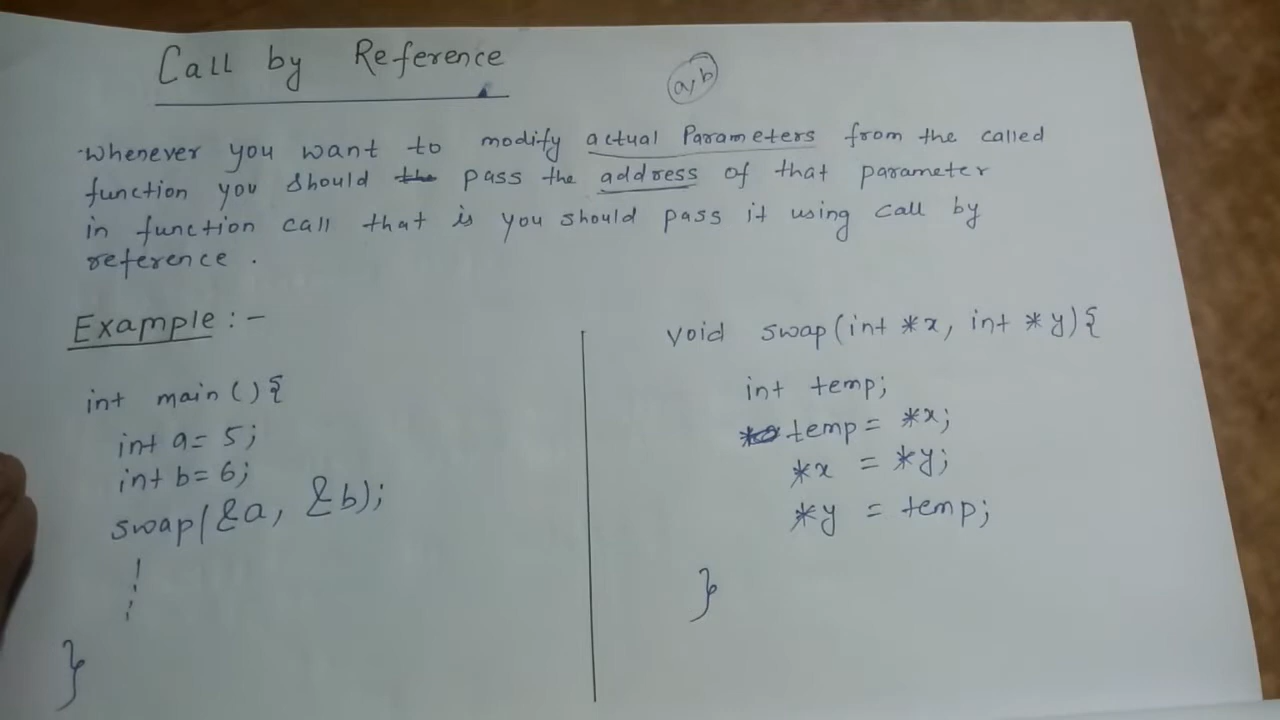 Call by Reference
a,b
whenever you want to modify actual Parameters from the called
function you should the pass the address of that parameter
in function call that is you should pass it using call by
reference .
Example :-
int main () {
int a = 5;
int b = 6;
swap(&a, &b);
}
void swap(int *x, int *y) {
int temp;
temp = *x;
*x = *y;
*y = temp;
}